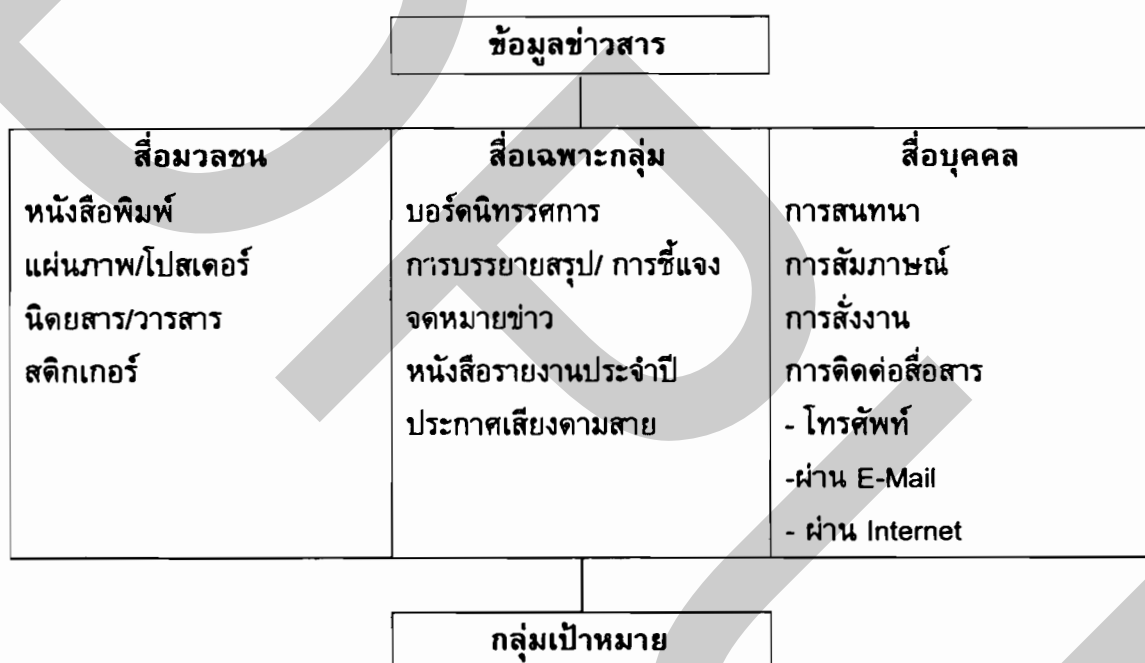 ข้อมูลข่าวสาร
สื่อมวลชน
หนังสือพิมพ์
แผ่นภาพ/โปสเตอร์
นิตยสาร/วารสาร
สติกเกอร์
สื่อเฉพาะกลุ่ม
บอร์ดนิทรรศการ
การบรรยายสรุป/ การชี้แจง
จดหมายข่าว
หนังสือรายงานประจำปี
ประกาศเสียงตามสาย
สื่อบุคคล
การสนทนา
การสัมภาษณ์
การสั่งงาน
การติดต่อสื่อสาร
- โทรศัพท์
-ผ่าน E-Mail
- ผ่าน Internet
กลุ่มเป้าหมาย